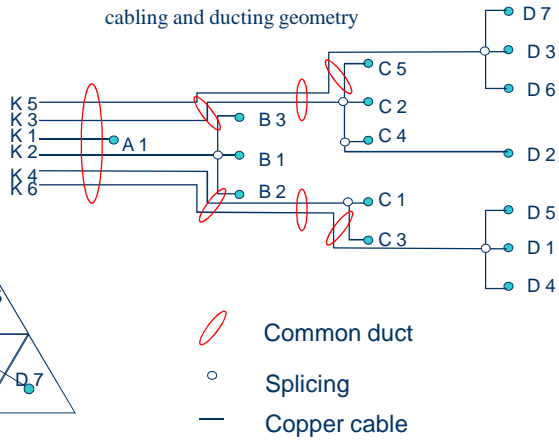 cabling and ducting geometry
D 7
D 3
D 6
C 5
C 2
C 4
D 2
K 5
K 3
K 1
K 2
K 4
K 6
A 1
B 3
B 1
B 2
C 1
C 3
D 5
D 1
D 4
D 7
Common duct
Splicing
Copper cable